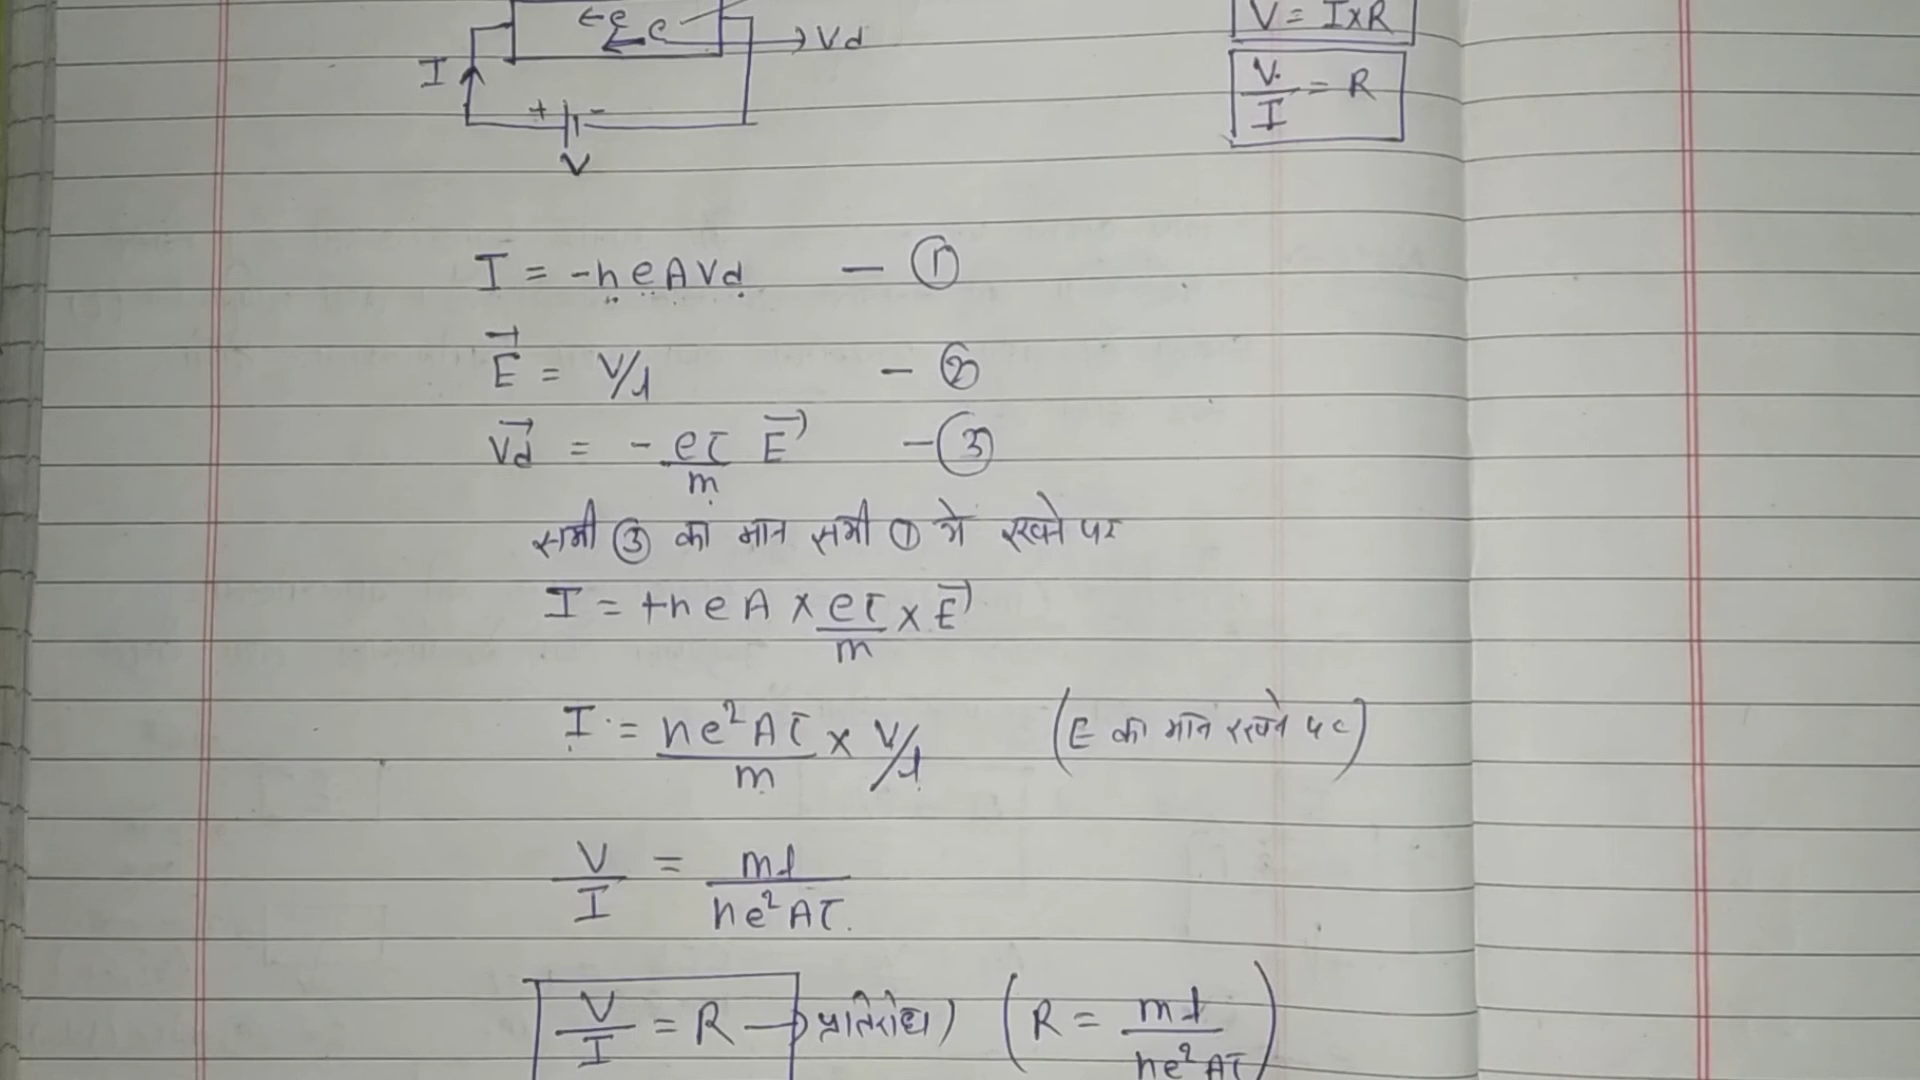 ←e e → Vd
V = I×R
I
V/I = R
+ -
V
I = -neAVd — ①
E⃗ = V/l - ②
V⃗d = - eτ/m E⃗ - ③
समी ③ का मान समी ① मे रखने पर
I = +neA × eτ/m × E⃗
I = ne²Aτ/m × V/l (E का मान रखने पर)
V/I = ml/ne²Aτ.
V/I = R → प्रतिरोध) (R = ml/ne²Aτ)